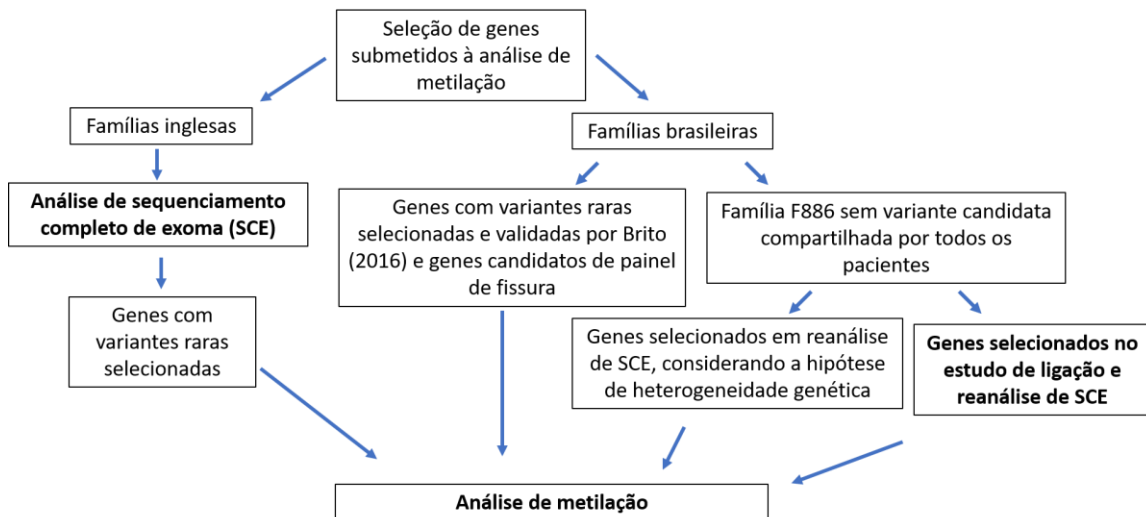 Seleção de genes
submetidos à análise de
metilação
Famílias inglesas
Famílias brasileiras
Análise de sequenciamento
completo de exoma (SCE)
Genes com variantes raras
selecionadas e validadas por Brito
(2016) e genes candidatos de painel
de fissura
Família F886 sem variante candidata
compartilhada por todos os
pacientes
Genes com
variantes raras
selecionadas
Genes selecionados em reanálise
de SCE, considerando a hipótese
de heterogeneidade genética
Genes selecionados no
estudo de ligação e
reanálise de SCE
Análise de metilação